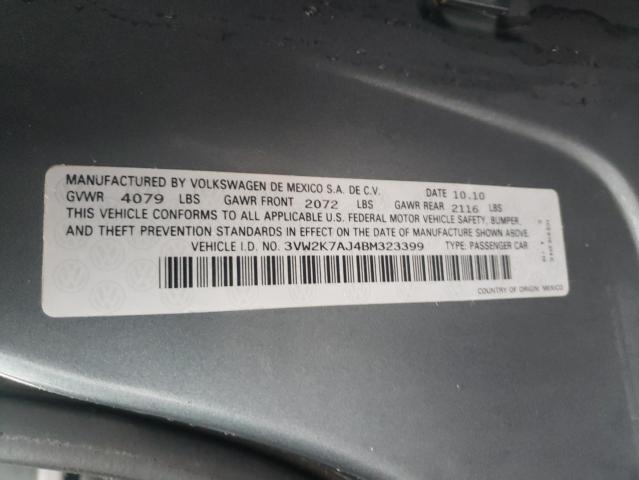 MANUFACTURED BY VOLKSWAGEN DE MEXICO S.A. DE C.V. DATE 10.10
GVWR 4079 LBS GAWR FRONT 2072 LBS GAWR REAR 2116 LBS
THIS VEHICLE CONFORMS TO ALL APPLICABLE U.S. FEDERAL MOTOR VEHICLE SAFETY, BUMPER,
AND THEFT PREVENTION STANDARDS IN EFFECT ON THE DATE OF MANUFACTURE SHOWN ABOVE.
VEHICLE I.D. NO. 3VW2K7AJ4BM323399 TYPE: PASSENGER CAR
COUNTRY OF ORIGIN: MEXICO